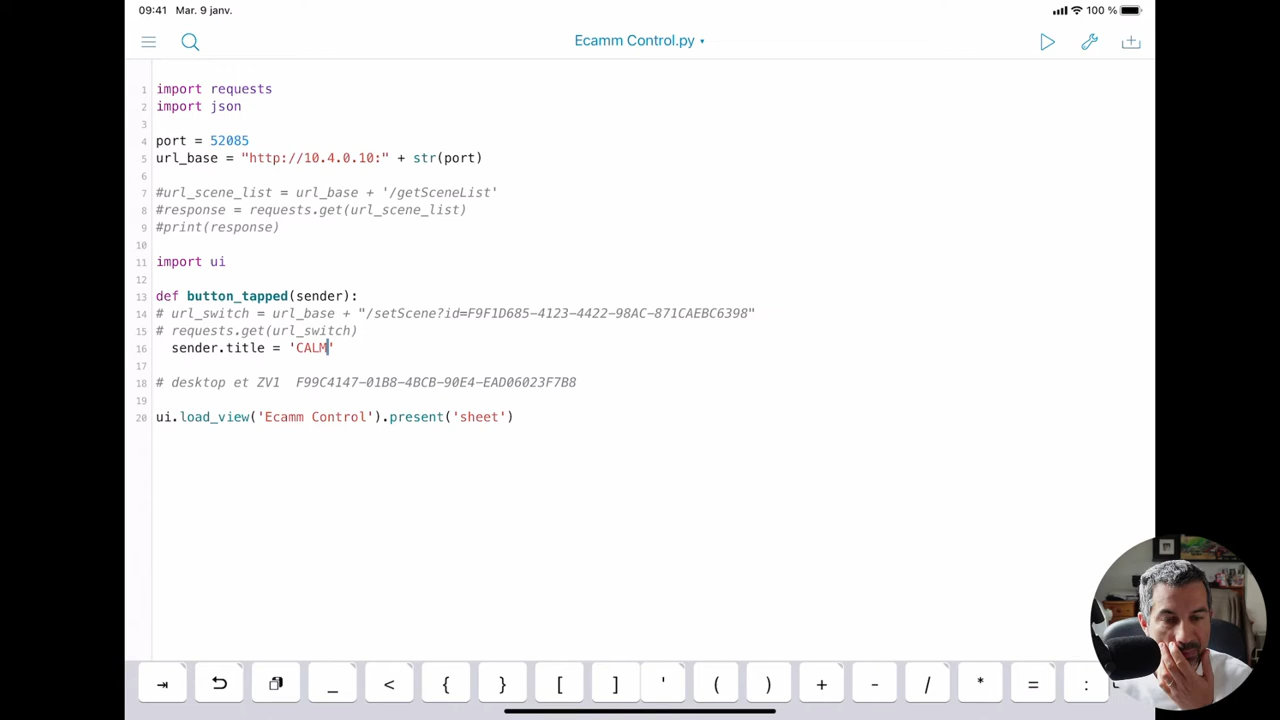 09:41 Mar. 9 janv.
100 %
Ecamm Control.py
1 import requests
2 import json
3
4 port = 52085
5 url_base = "http://10.4.0.10:" + str(port)
6
7 #url_scene_list = url_base + '/getSceneList'
8 #response = requests.get(url_scene_list)
9 #print(response)
10
11 import ui
12
13 def button_tapped(sender):
14 # url_switch = url_base + "/setScene?id=F9F1D685-4123-4422-98AC-871CAEBC6398"
15 # requests.get(url_switch)
16 sender.title = 'CALM'
17
18 # desktop et ZV1 F99C4147-01B8-4BCB-90E4-EAD06023F7B8
19
20 ui.load_view('Ecamm Control').present('sheet')
_ < { } [ ] ' ( ) + - / * = :